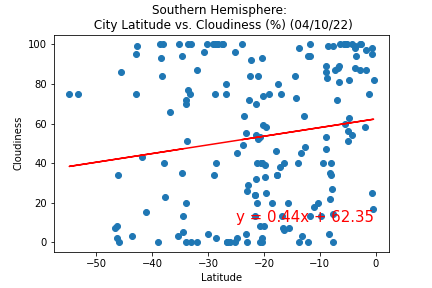 Southern Hemisphere:
City Latitude vs. Cloudiness (%) (04/10/22)
100
80
60
40
20
0
Cloudiness
y = 0.44x + 62.35
−50
−40
−30
−20
−10
0
Latitude